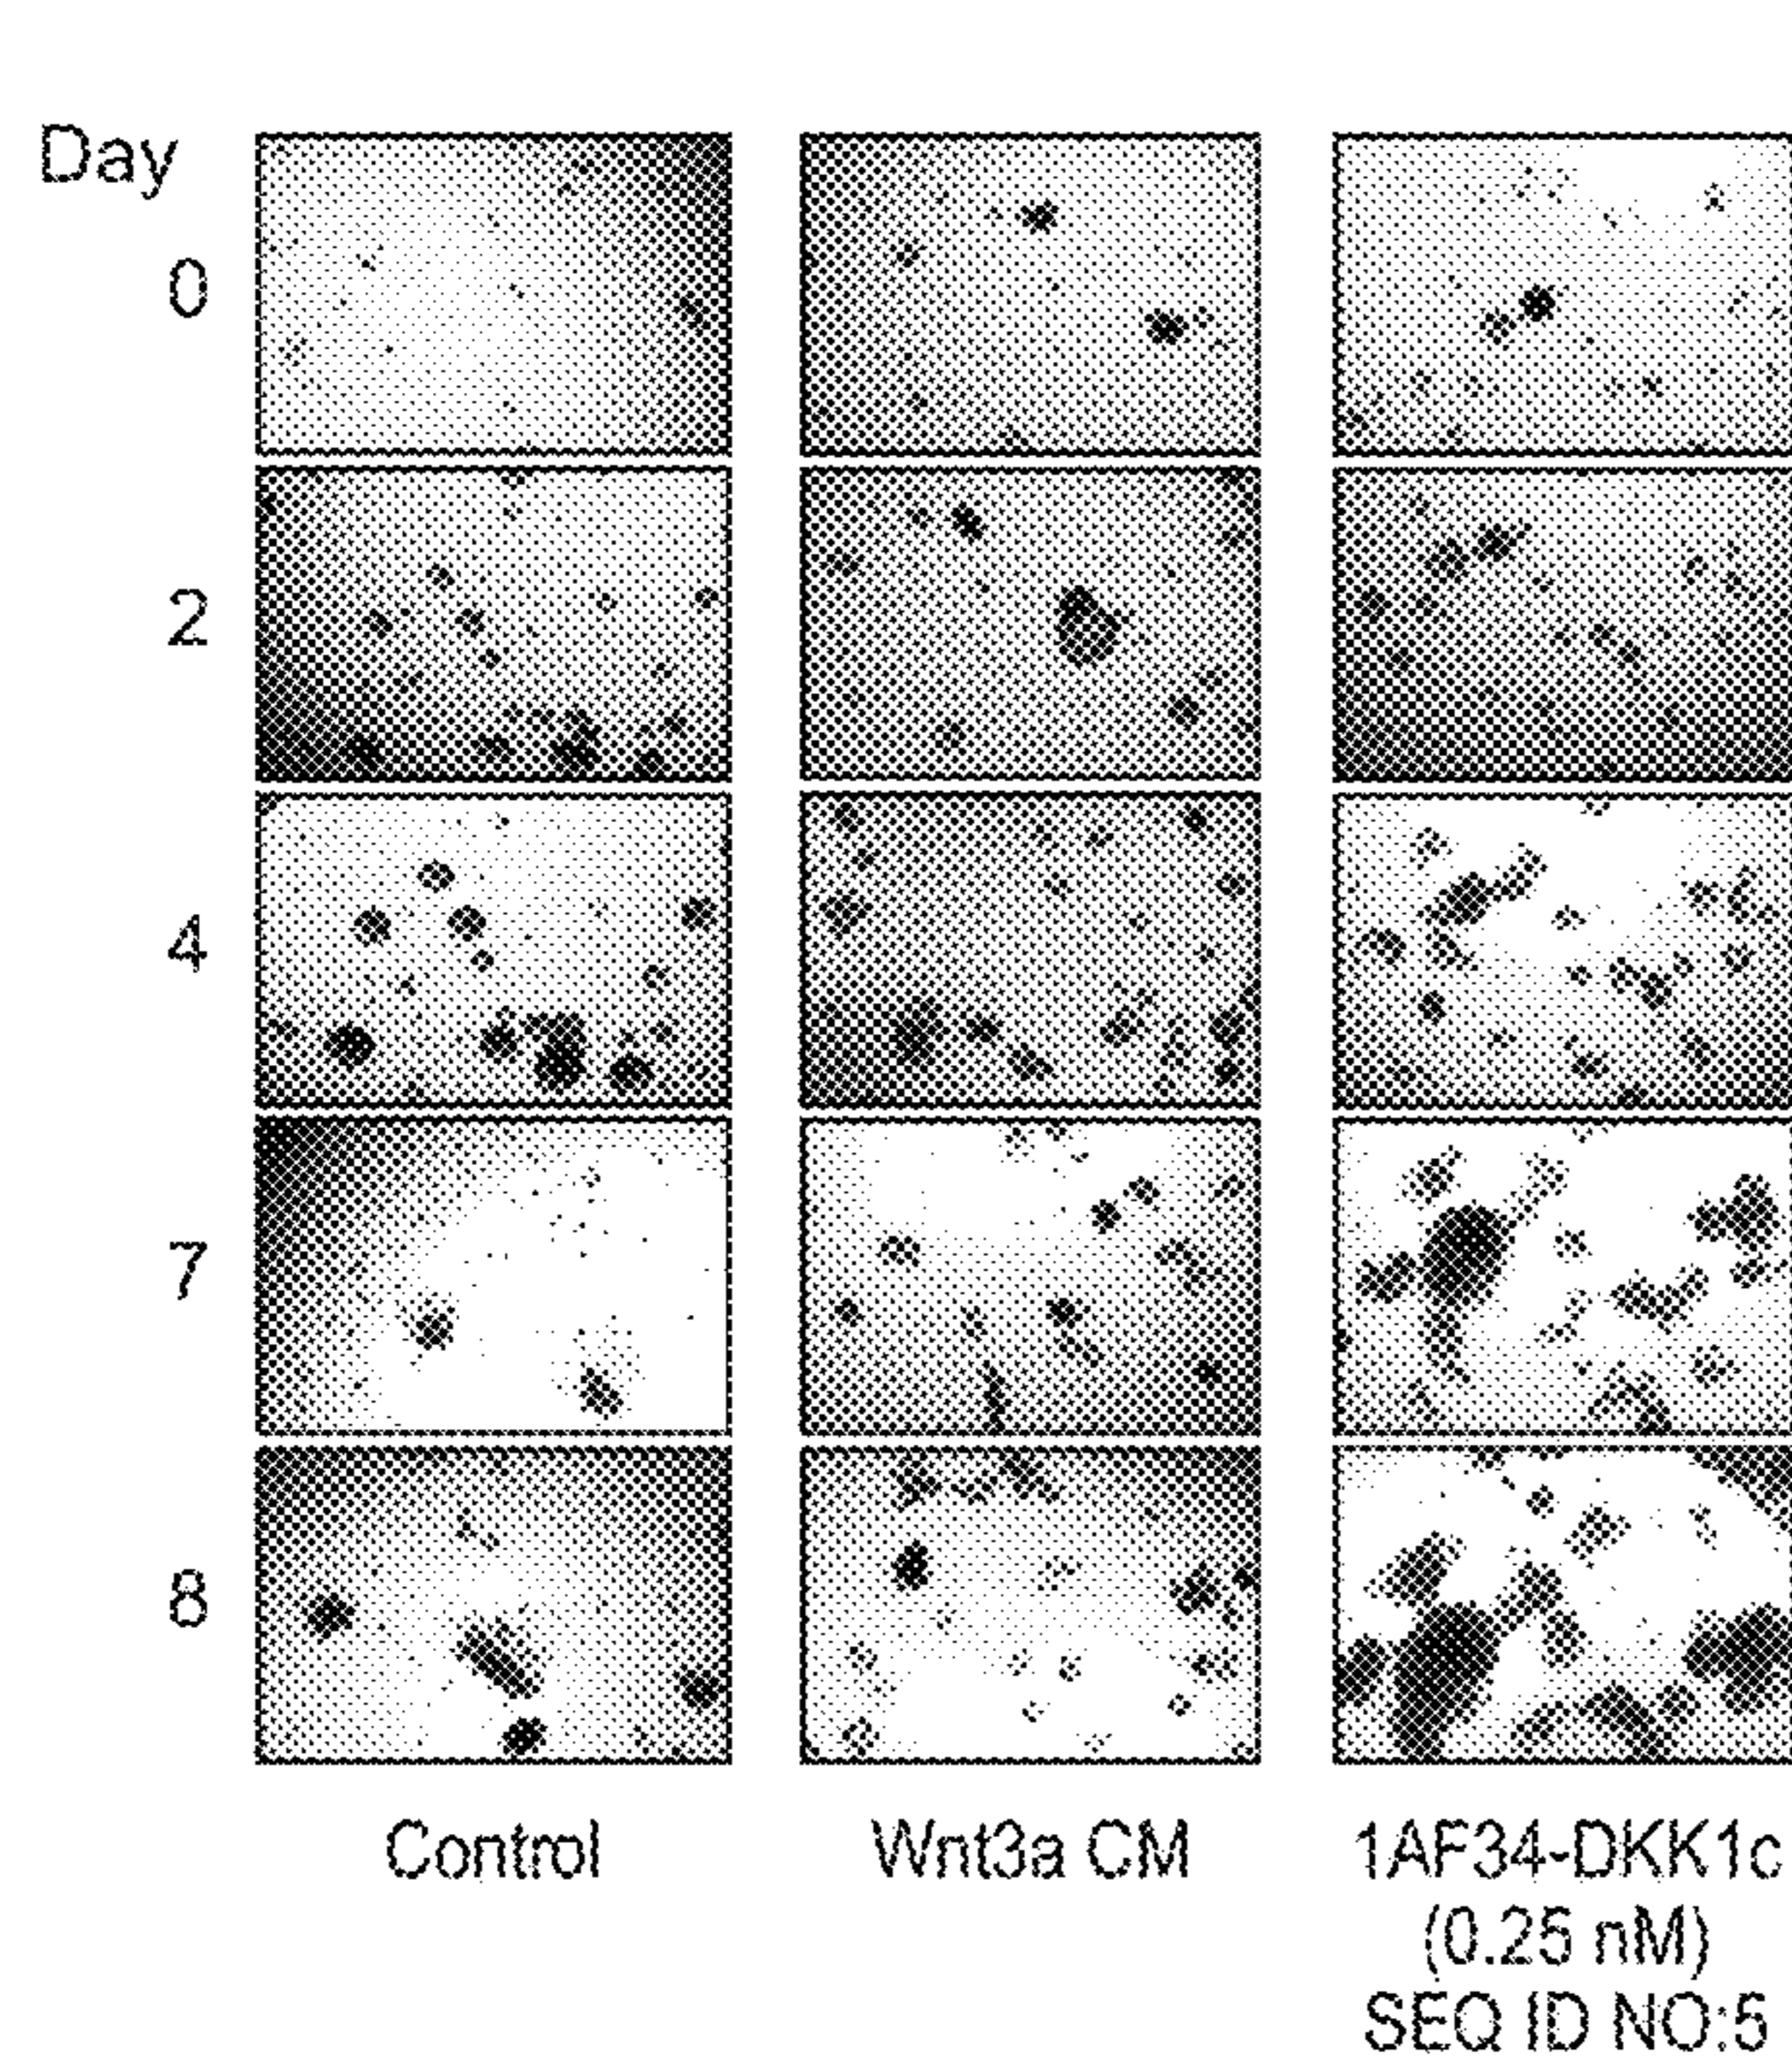 Day
0
2
4
7
8
Control
Wnt3a CM
1AF34-DKK1c
(0.25 nM)
SEQ ID NO:5